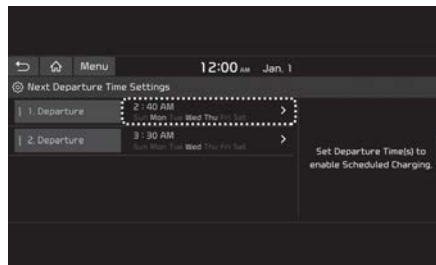 Menu 12:00 AM Jan. 1
Next Departure Time Settings
1. Departure 2:40 AM
Sun Mon Tue Wed Thu Fri Sat
2. Departure 3:30 AM
Sun Mon Tue Wed Thu Fri Sat
Set Departure Time(s) to
enable Scheduled Charging.